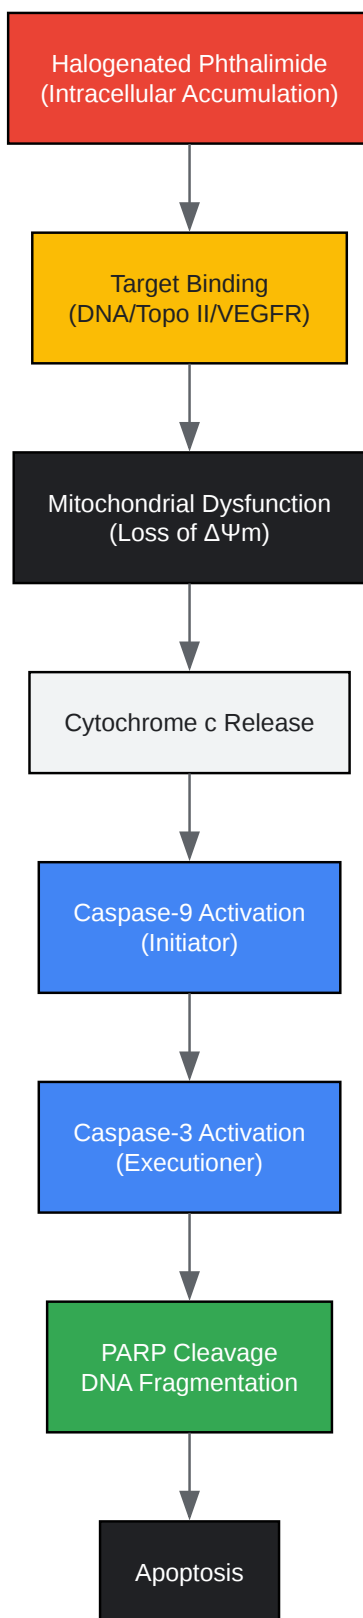 Halogenated Phthalimide
(Intracellular Accumulation)
Target Binding
(DNA/Topo II/VEGFR)
Mitochondrial Dysfunction
(Loss of ΔΨm)
Cytochrome c Release
Caspase-9 Activation
(Initiator)
Caspase-3 Activation
(Executioner)
PARP Cleavage
DNA Fragmentation
Apoptosis